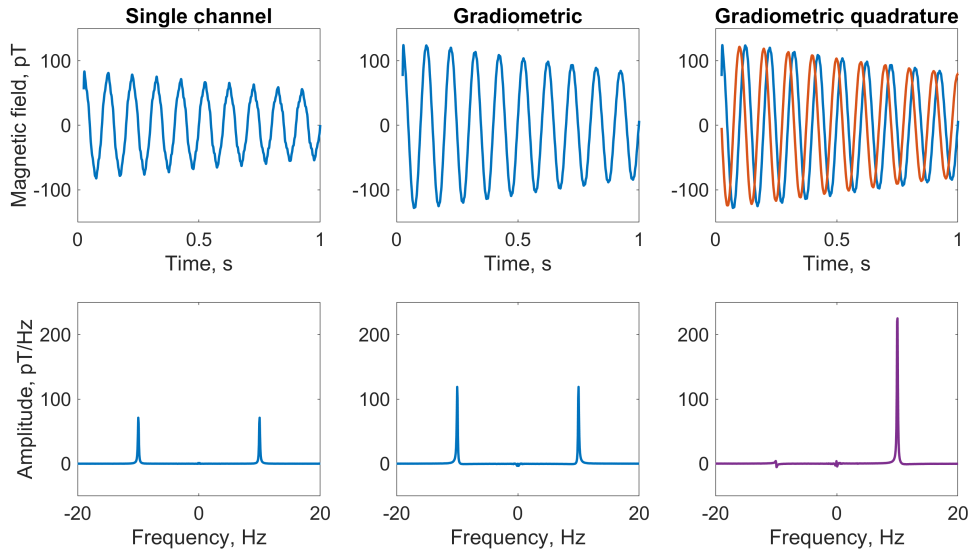 Single channel Gradiometric Gradiometric quadrature
Magnetic field, pT
100 100 100
0 0 0
-100 -100 -100
0 0.5 1 0 0.5 1 0 0.5 1
Time, s Time, s Time, s
Amplitude, pT/Hz
200 200 200
100 100 100
0 0 0
-20 0 20 -20 0 20 -20 0 20
Frequency, Hz Frequency, Hz Frequency, Hz